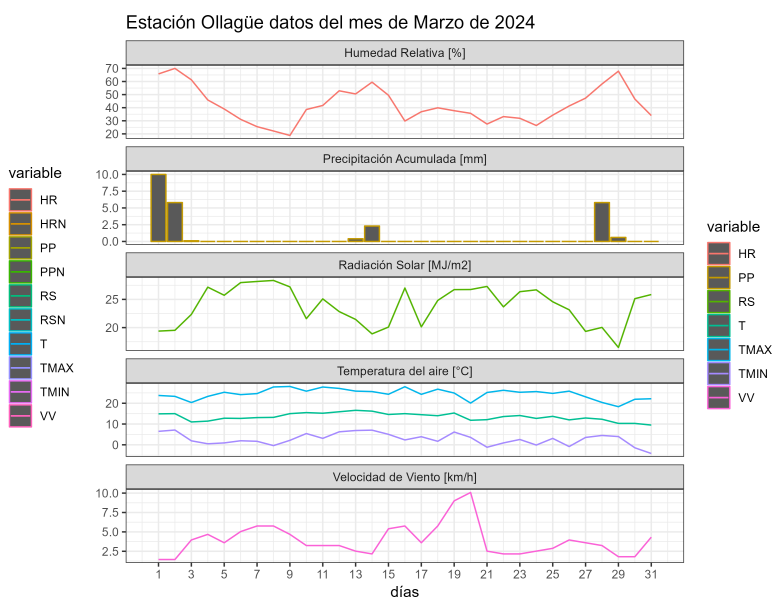 Estación Ollagüe datos del mes de Marzo de 2024
Humedad Relativa [%]
70
60
50
40
30
20
Precipitación Acumulada [mm]
10.0
7.5
5.0
2.5
0.0
Radiación Solar [MJ/m2]
25
20
Temperatura del aire [°C]
20
10
0
Velocidad de Viento [km/h]
10.0
7.5
5.0
2.5
1 3 5 7 9 11 13 15 17 19 21 23 25 27 29 31
días
variable
HR
HRN
PP
PPN
RS
RSN
T
TMAX
TMIN
VV
variable
HR
PP
RS
T
TMAX
TMIN
VV